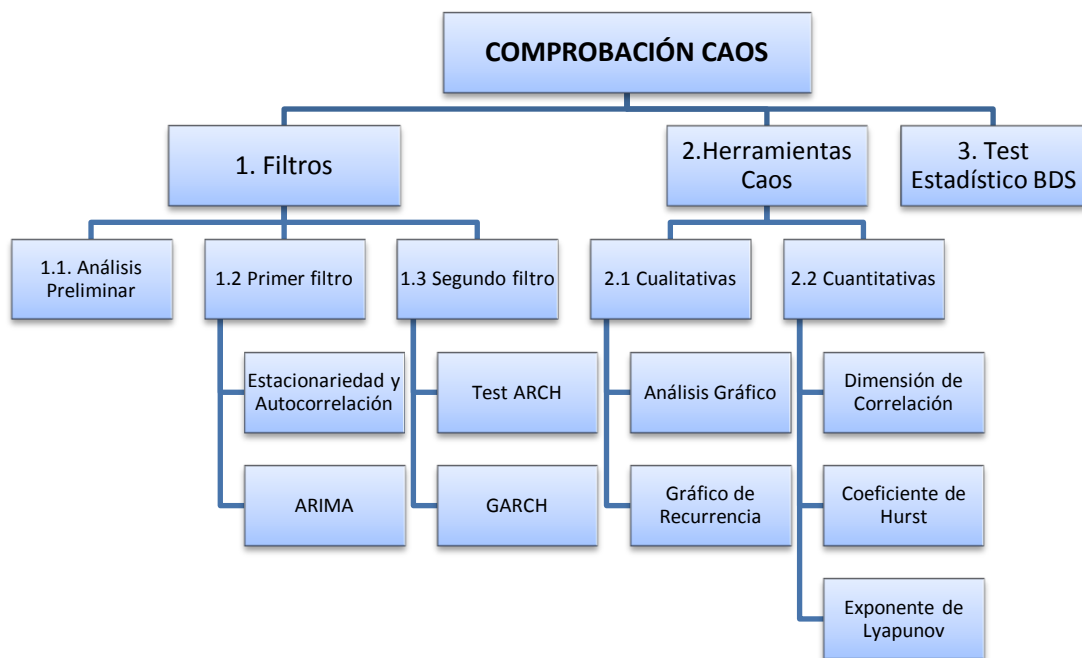 COMPROBACIÓN CAOS
1. Filtros
2.Herramientas
Caos
3. Test
Estadístico BDS
1.1. Análisis
Preliminar
1.2 Primer filtro
1.3 Segundo filtro
2.1 Cualitativas
2.2 Cuantitativas
Estacionariedad y
Autocorrelación
Test ARCH
Análisis Gráfico
Dimensión de
Correlación
ARIMA
GARCH
Gráfico de
Recurrencia
Coeficiente de
Hurst
Exponente de
Lyapunov